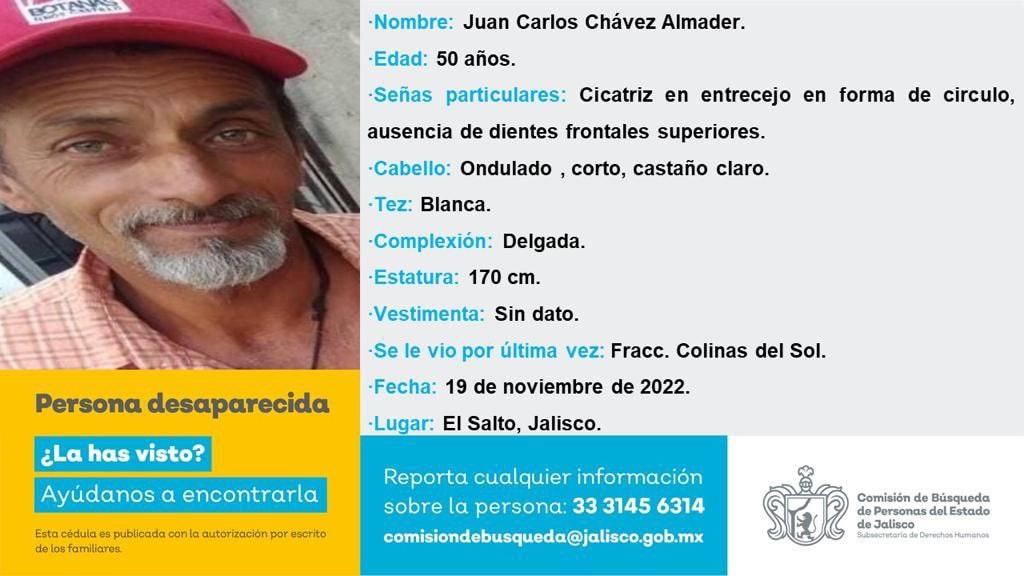 BOTANAS
·Nombre: Juan Carlos Chávez Almader.
·Edad: 50 años.
·Señas particulares: Cicatriz en entrecejo en forma de circulo,
ausencia de dientes frontales superiores.
·Cabello: Ondulado , corto, castaño claro.
·Tez: Blanca.
·Complexión: Delgada.
·Estatura: 170 cm.
·Vestimenta: Sin dato.
·Se le vio por última vez: Fracc. Colinas del Sol.
·Fecha: 19 de noviembre de 2022.
·Lugar: El Salto, Jalisco.
Persona desaparecida
¿La has visto?
Ayúdanos a encontrarla
Esta cédula es publicada con la autorización por escrito
de los familiares.
Reporta cualquier información
sobre la persona: 33 3145 6314
comisiondebusqueda@jalisco.gob.mx
Comisión de Búsqueda
de Personas del Estado
de Jalisco
Subsecretaría de Derechos Humanos